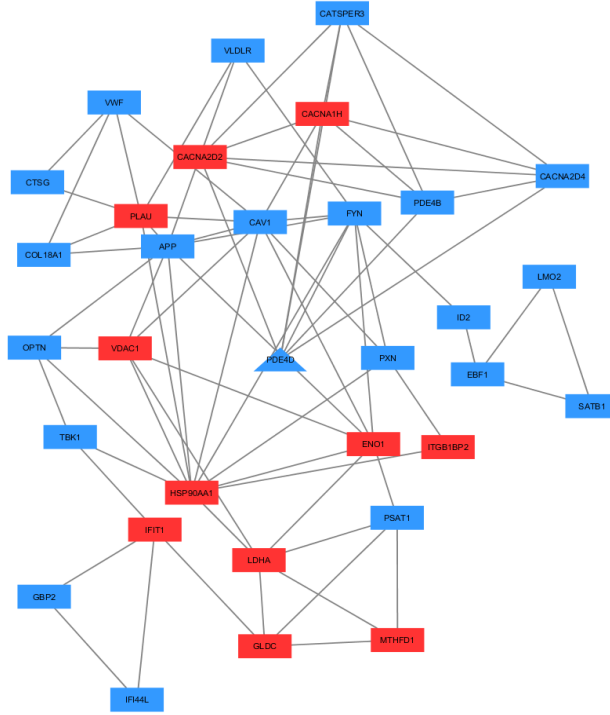 CATSPER3
VLDLR
VWF
CACNA1H
CACNA2D2
CTSG
CACNA2D4
PDE4B
PLAU
CAV1
FYN
APP
COL18A1
LMO2
ID2
OPTN
VDAC1
PDE4D
PXN
EBF1
SATB1
TBK1
ENO1
ITGB1BP2
HSP90AA1
PSAT1
IFIT1
LDHA
GBP2
GLDC
MTHFD1
IFI44L